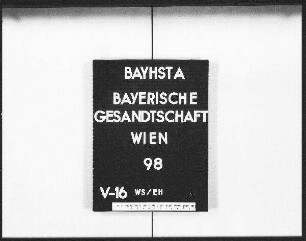 BAYHSTA
BAYERISCHE
GESANDTSCHAFT
WIEN
98
V-16 WS/EH